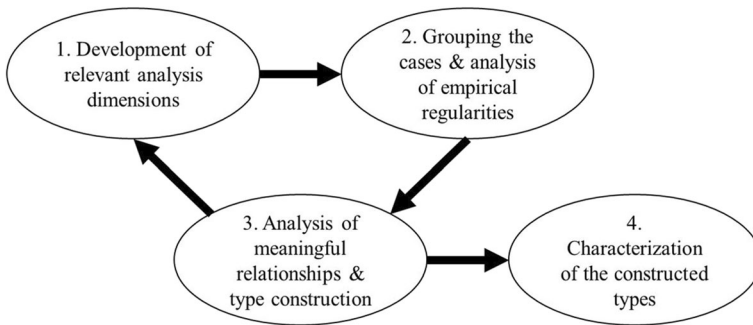 1. Development of
relevant analysis
dimensions
2. Grouping the
cases & analysis
of empirical
regularities
3. Analysis of
meaningful
relationships &
type construction
4.
Characterization
of the constructed
types